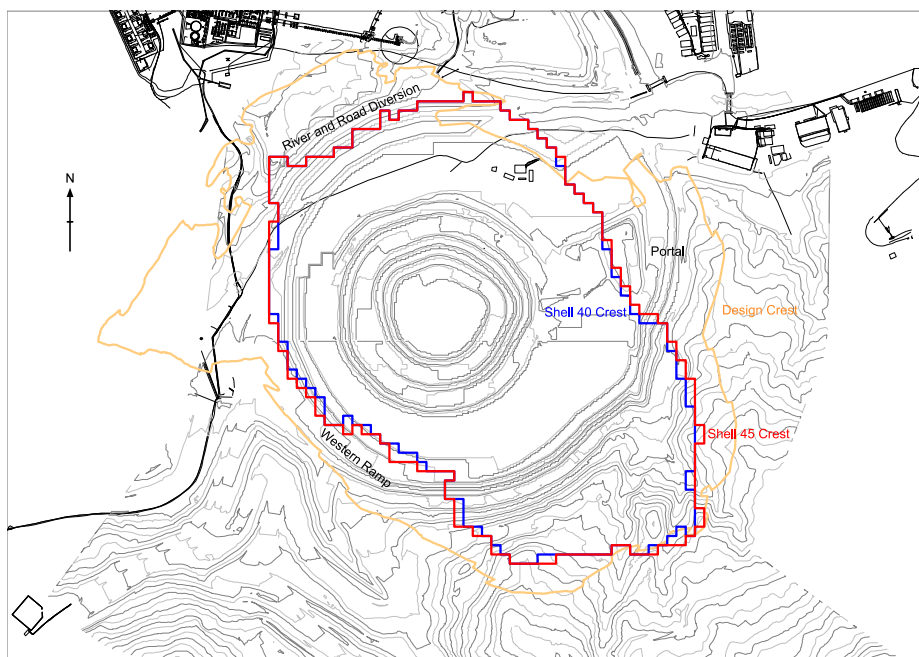 River and Road Diversion
N
Portal
Shell 40 Crest
Design Crest
Shell 45 Crest
Western Ramp